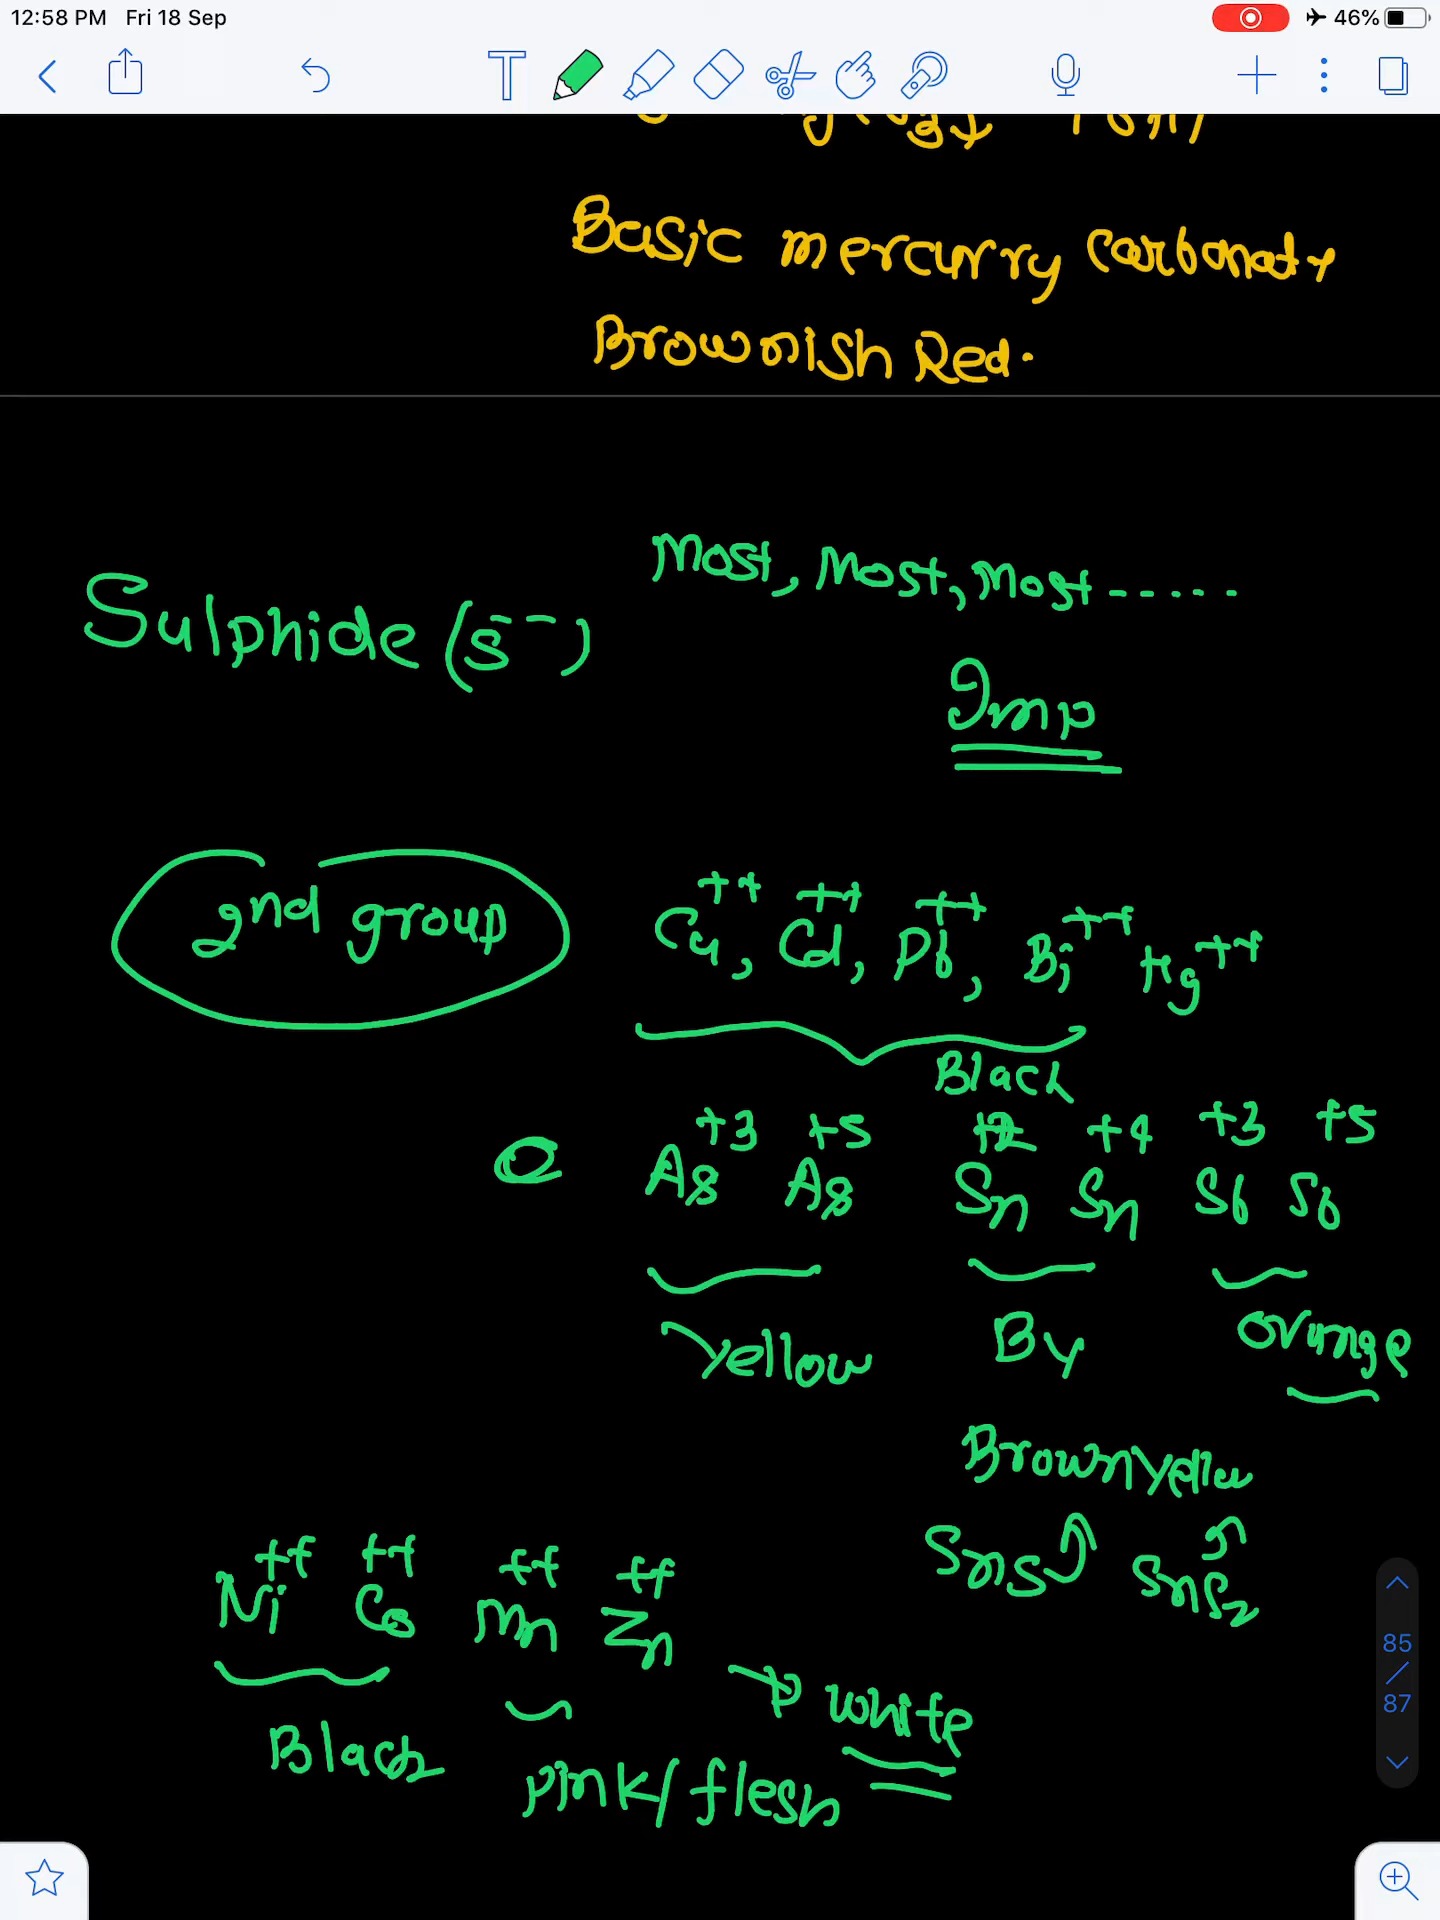 12:58 PM Fri 18 Sep 46%
Basic mercurry carbonate
Brownish Red.
Most, Most, Most -----
Sulphide (S--)
Imp
2nd group
Cu++, Cd++, Pb++, Bi++ Hg++
Black
As+3 As+5 Sn+2 Sn+4 Sb+3 Sb+5
Yellow By orange
Brown Yellow
SnS SnS2
Ni++ Co++ Mn++ Zn++
→ white
Black pink/flesh
85
/
87